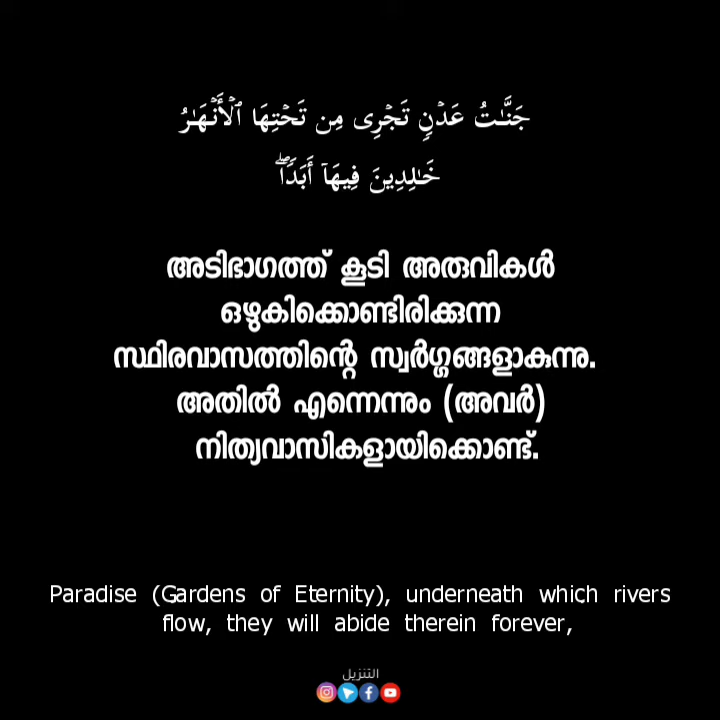 جَنَّـٰتُ عَدۡنٍ تَجۡرِى مِن تَحۡتِهَا ٱلۡأَنۡهَـٰرُ
خَـٰلِدِينَ فِيهَآ أَبَدًاۖ
അടിഭാഗത്ത് കൂടി അരുവികൾ
ഒഴുകിക്കൊണ്ടിരിക്കുന്ന
സ്ഥിരവാസത്തിന്റെ സ്വർഗ്ഗങ്ങളാകുന്നു.
അതിൽ എന്നെന്നും (അവർ)
നിത്യവാസികളായിക്കൊണ്ട്.
Paradise (Gardens of Eternity), underneath which rivers
flow, they will abide therein forever,
التنزيل